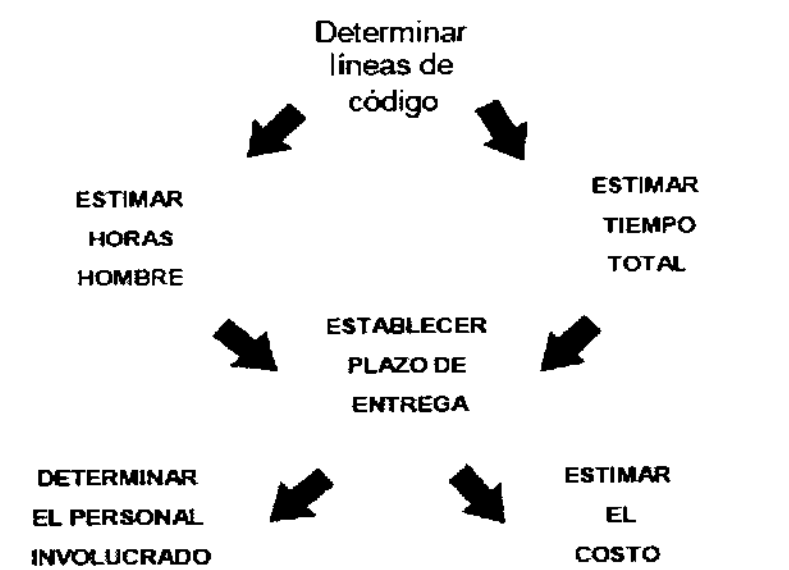 Determinar
líneas de
código
ESTIMAR
HORAS
HOMBRE
ESTIMAR
TIEMPO
TOTAL
ESTABLECER
PLAZO DE
ENTREGA
DETERMINAR
EL PERSONAL
INVOLUCRADO
ESTIMAR
EL
COSTO